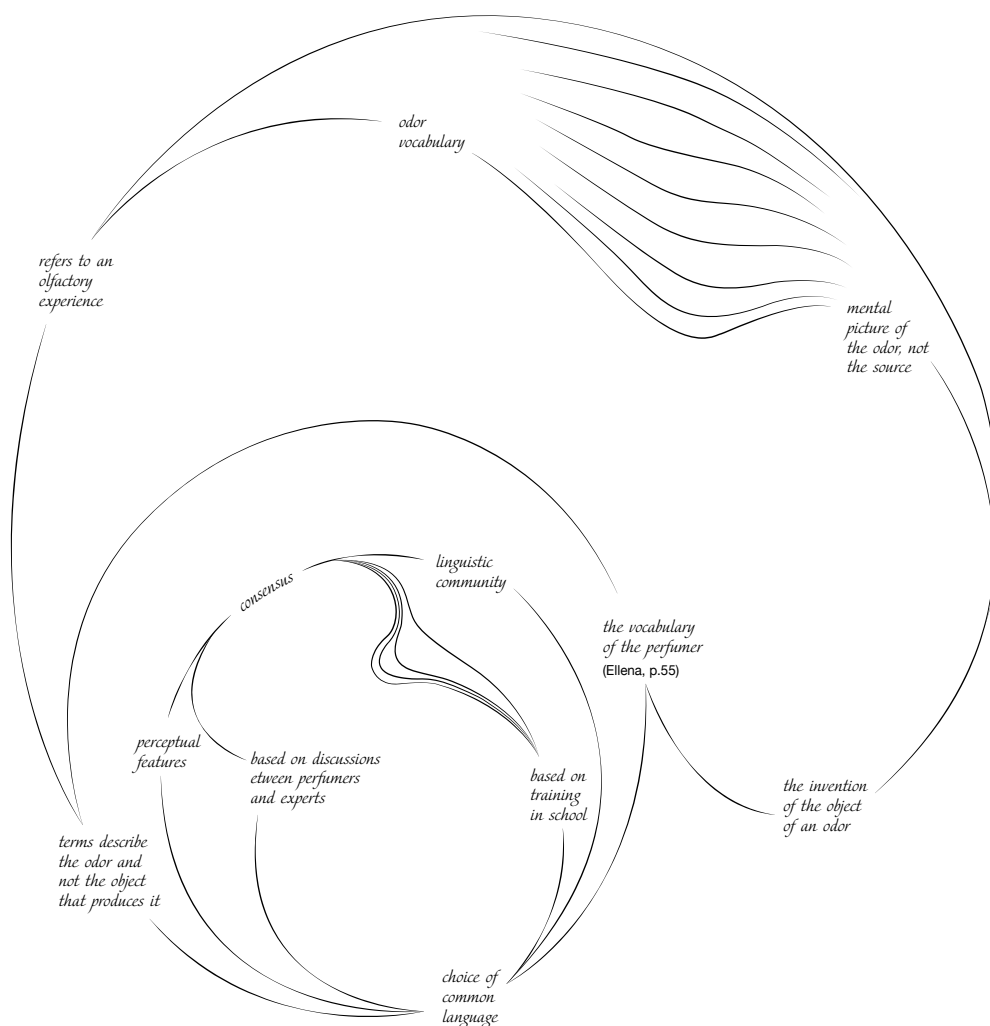 odor
vocabulary
refers to an
olfactory
experience
mental
picture of
the odor, not
the source
linguistic
community
consensus
the vocabulary
of the perfumer
(Ellena, p.55)
perceptual
features
based on discussions
etween perfumers
and experts
based on
training
in school
the invention
of the object
of an odor
terms describe
the odor and
not the object
that produces it
choice of
common
language